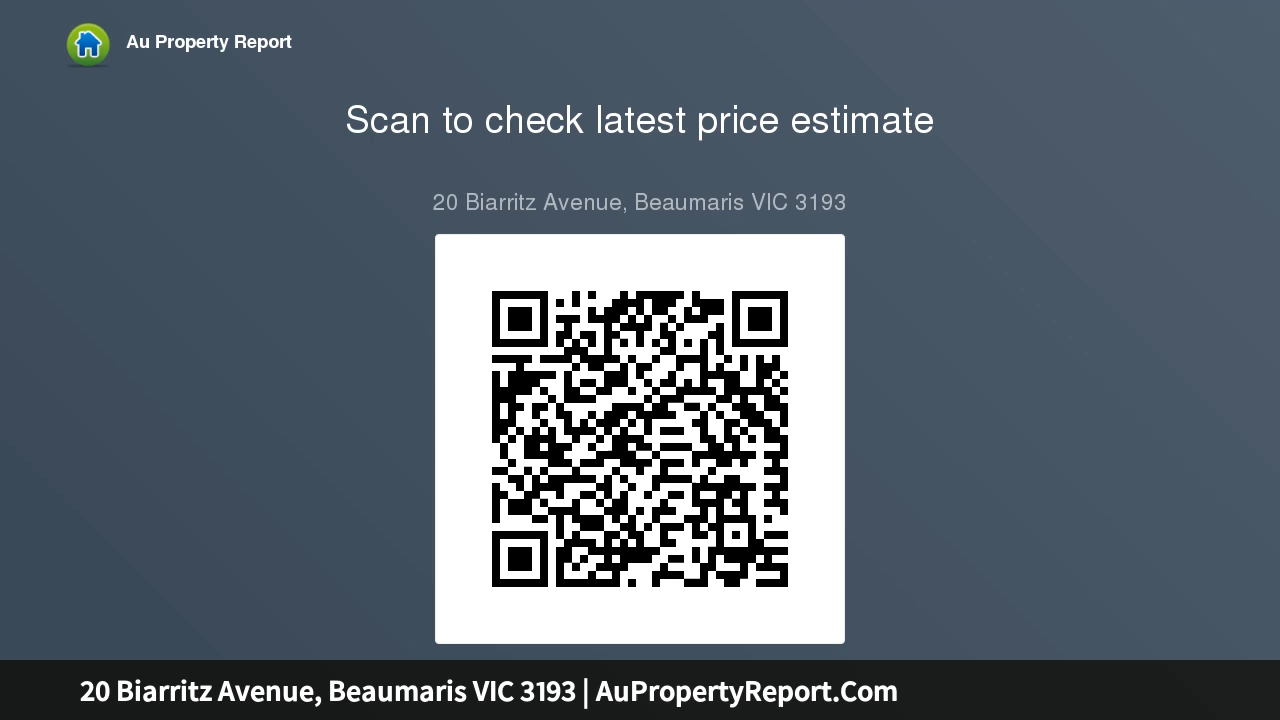 Au Property Report
Scan to check latest price estimate
20 Biarritz Avenue, Beaumaris VIC 3193
20 Biarritz Avenue, Beaumaris VIC 3193 | AuPropertyReport.Com